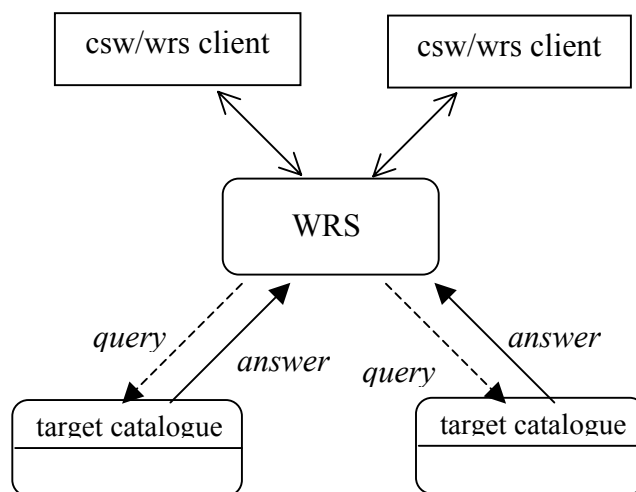 csw/wrs client
csw/wrs client
WRS
query
answer
query
answer
target catalogue
target catalogue